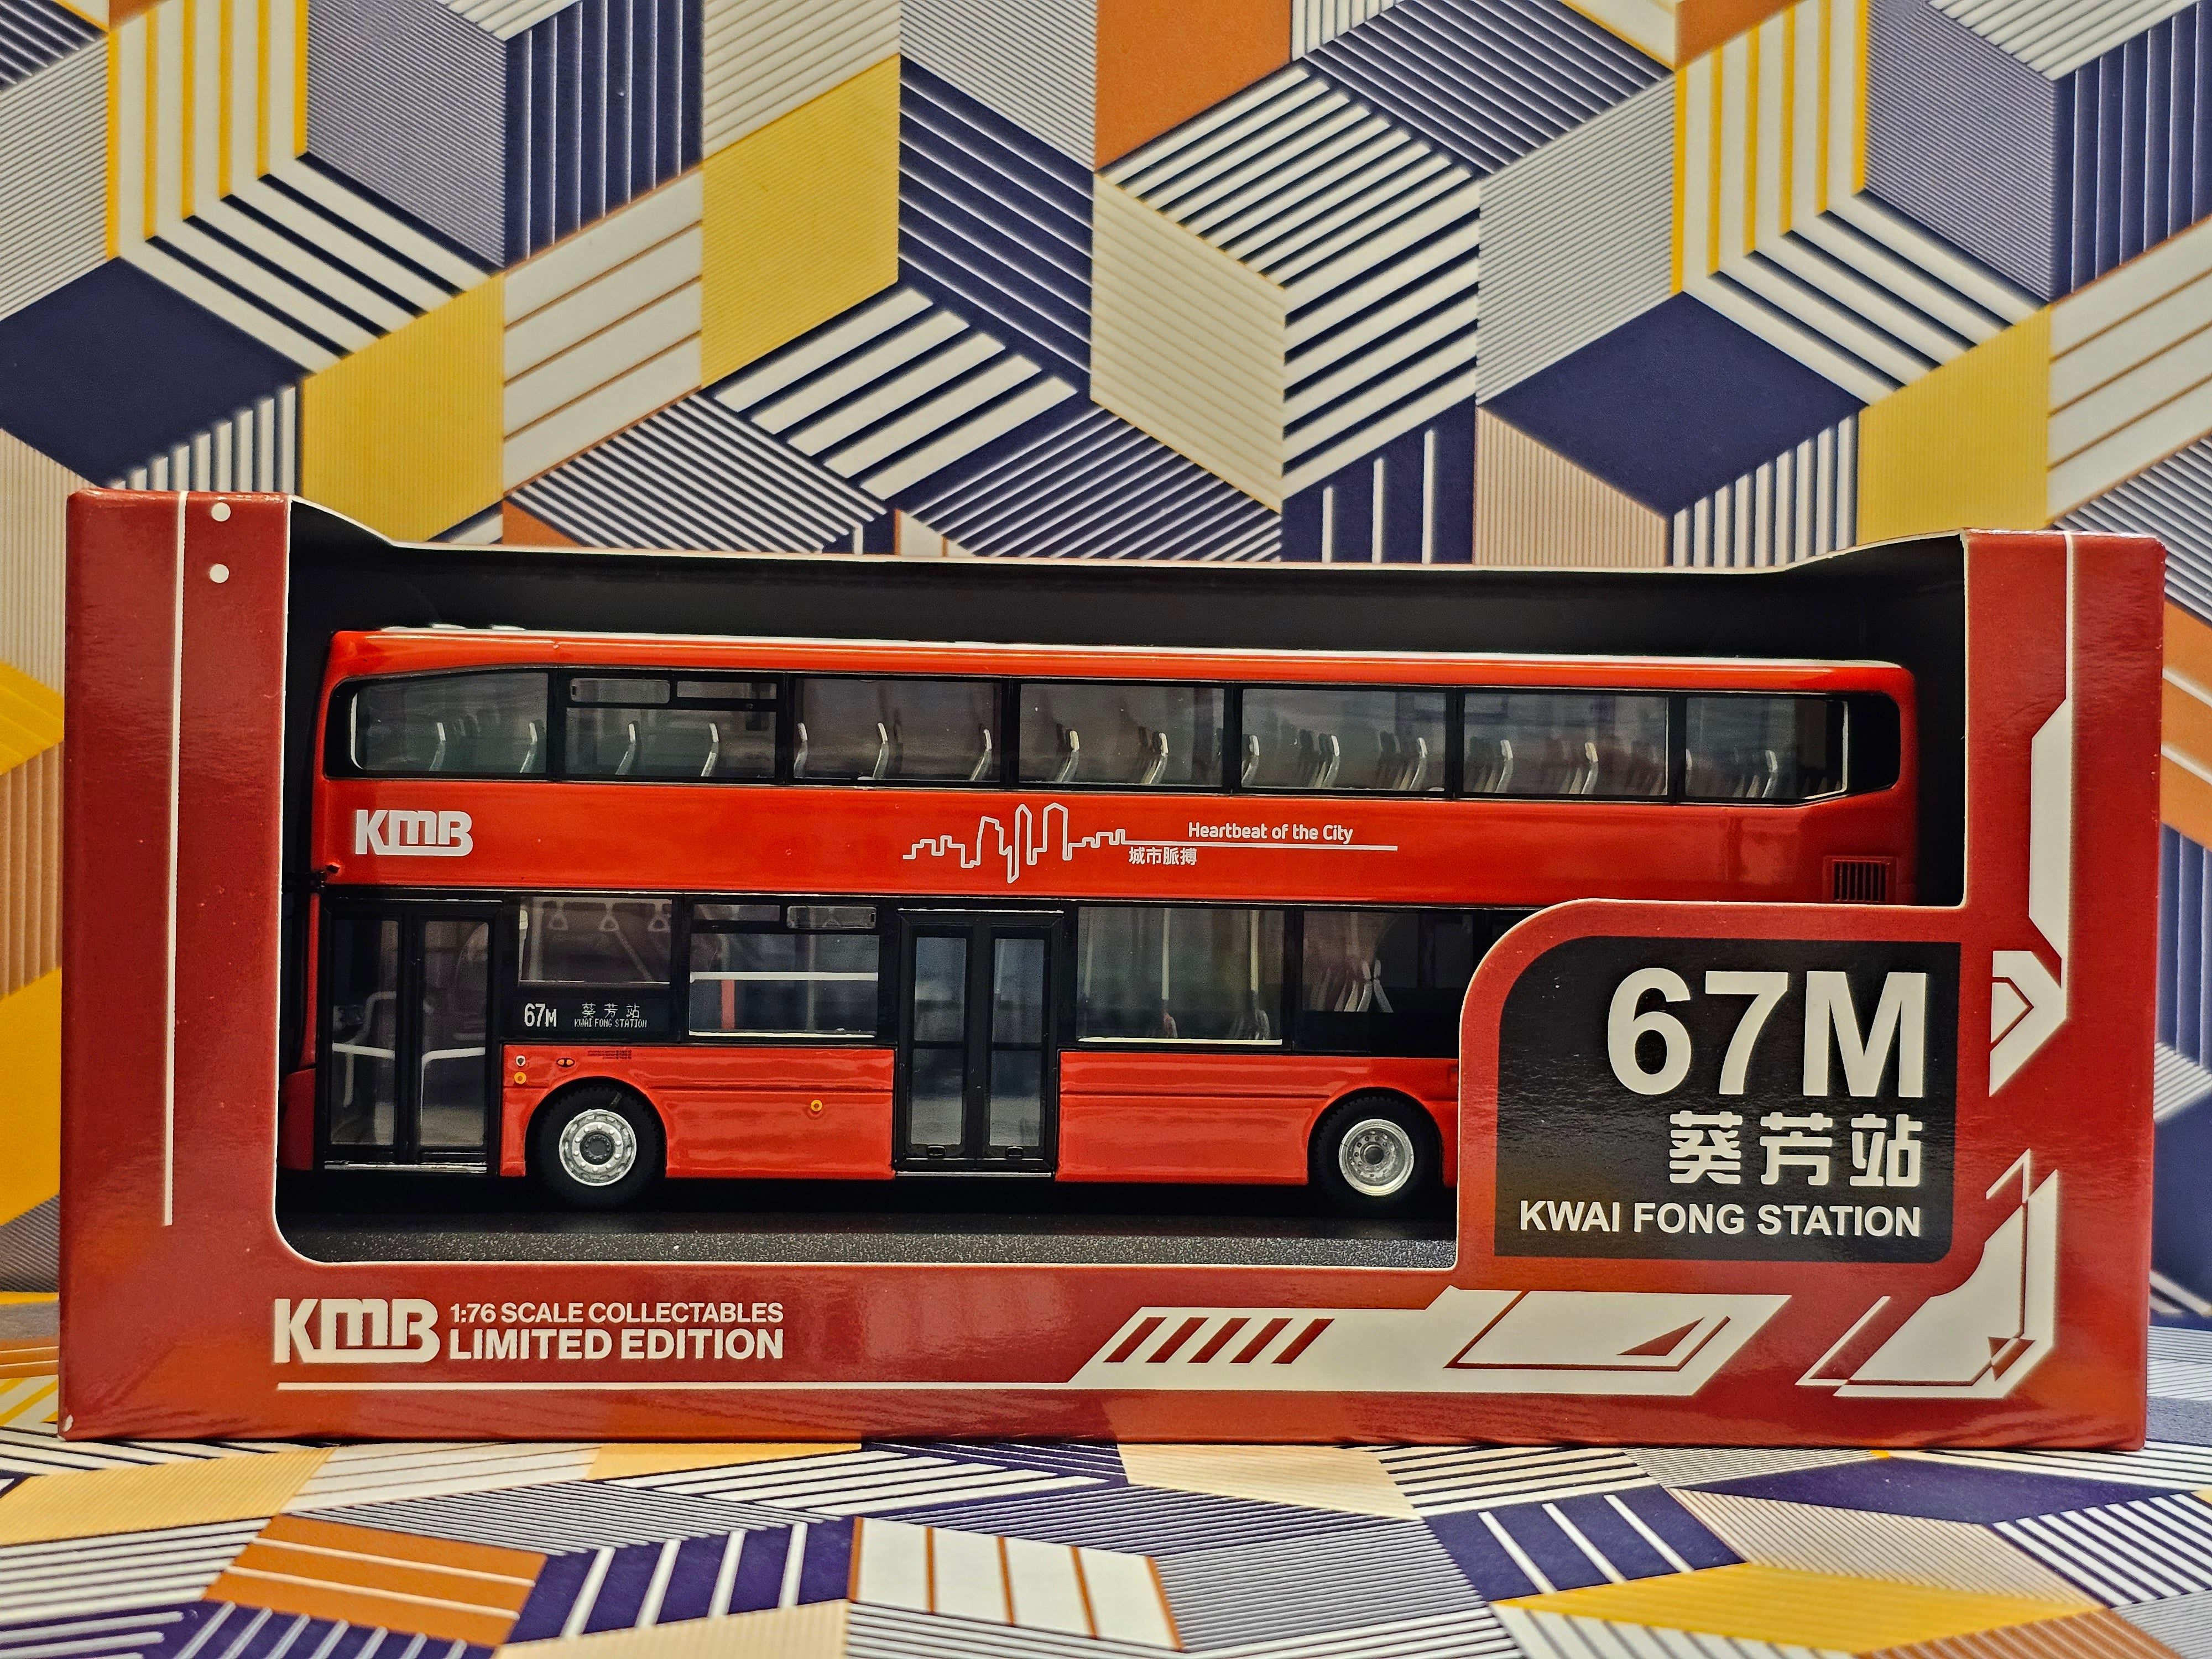 KMB
Heartbeat of the City
城市脈搏
67M 葵芳站
KWAI FONG STATION
67M
葵芳站
KWAI FONG STATION
KMB 1:76 SCALE COLLECTABLES
LIMITED EDITION